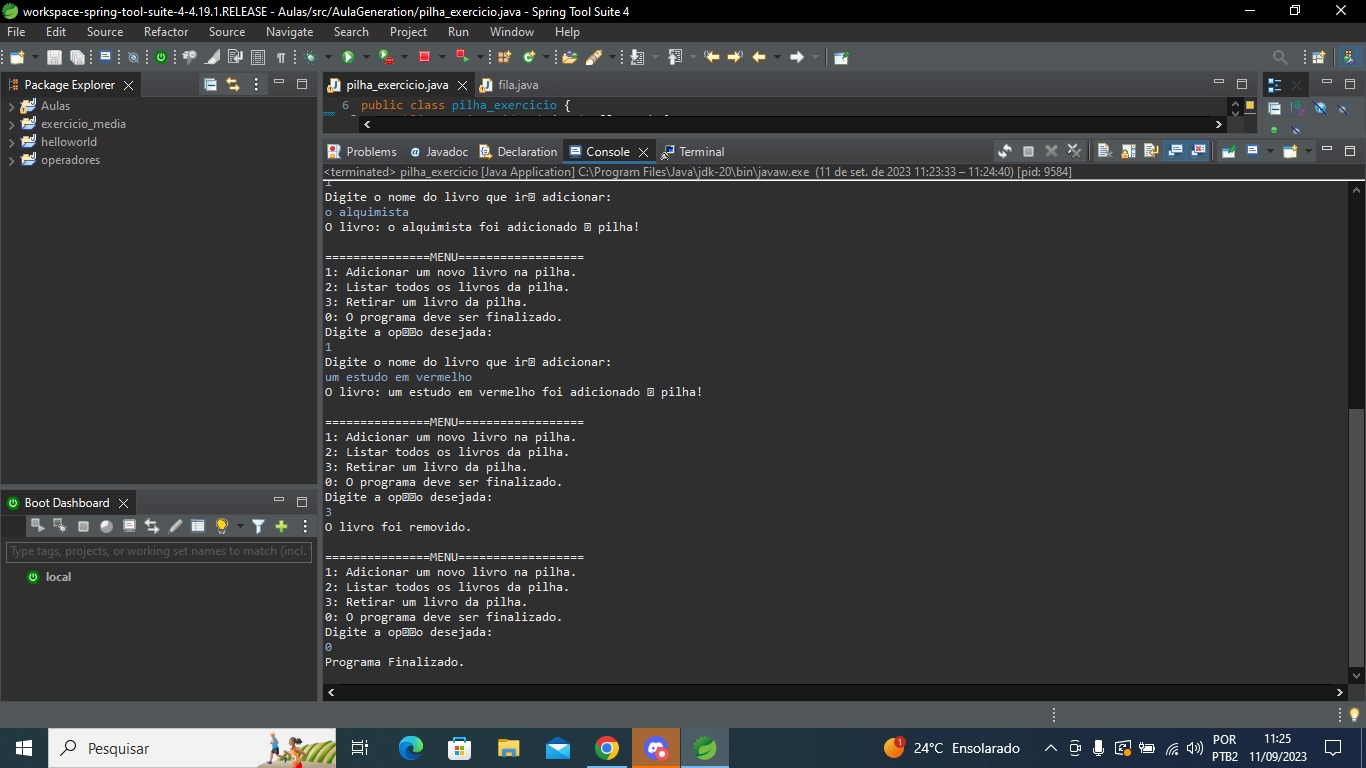 workspace-spring-tool-suite-4-4.19.1.RELEASE - Aulas/src/AulaGeneration/pilha_exercicio.java - Spring Tool Suite 4
File Edit Source Refactor Source Navigate Search Project Run Window Help
Package Explorer
Aulas
exercicio_media
helloworld
operadores
pilha_exercicio.java fila.java
6 public class pilha_exercicio {
Problems Javadoc Declaration Console Terminal
<terminated> pilha_exercicio [Java Application] C:\Program Files\Java\jdk-20\bin\javaw.exe (11 de set. de 2023 11:23:33 – 11:24:40) [pid: 9584]
1
Digite o nome do livro que ir� adicionar:
o alquimista
O livro: o alquimista foi adicionado � pilha!
===============MENU==================
1: Adicionar um novo livro na pilha.
2: Listar todos os livros da pilha.
3: Retirar um livro da pilha.
0: O programa deve ser finalizado.
Digite a op��o desejada:
1
Digite o nome do livro que ir� adicionar:
um estudo em vermelho
O livro: um estudo em vermelho foi adicionado � pilha!
===============MENU==================
1: Adicionar um novo livro na pilha.
2: Listar todos os livros da pilha.
3: Retirar um livro da pilha.
0: O programa deve ser finalizado.
Digite a op��o desejada:
3
O livro foi removido.
===============MENU==================
1: Adicionar um novo livro na pilha.
2: Listar todos os livros da pilha.
3: Retirar um livro da pilha.
0: O programa deve ser finalizado.
Digite a op��o desejada:
0
Programa Finalizado.
Boot Dashboard
Type tags, projects, or working set names to match (incl.
local
Pesquisar
1
24°C Ensolarado
POR
PTB2
11:25
11/09/2023